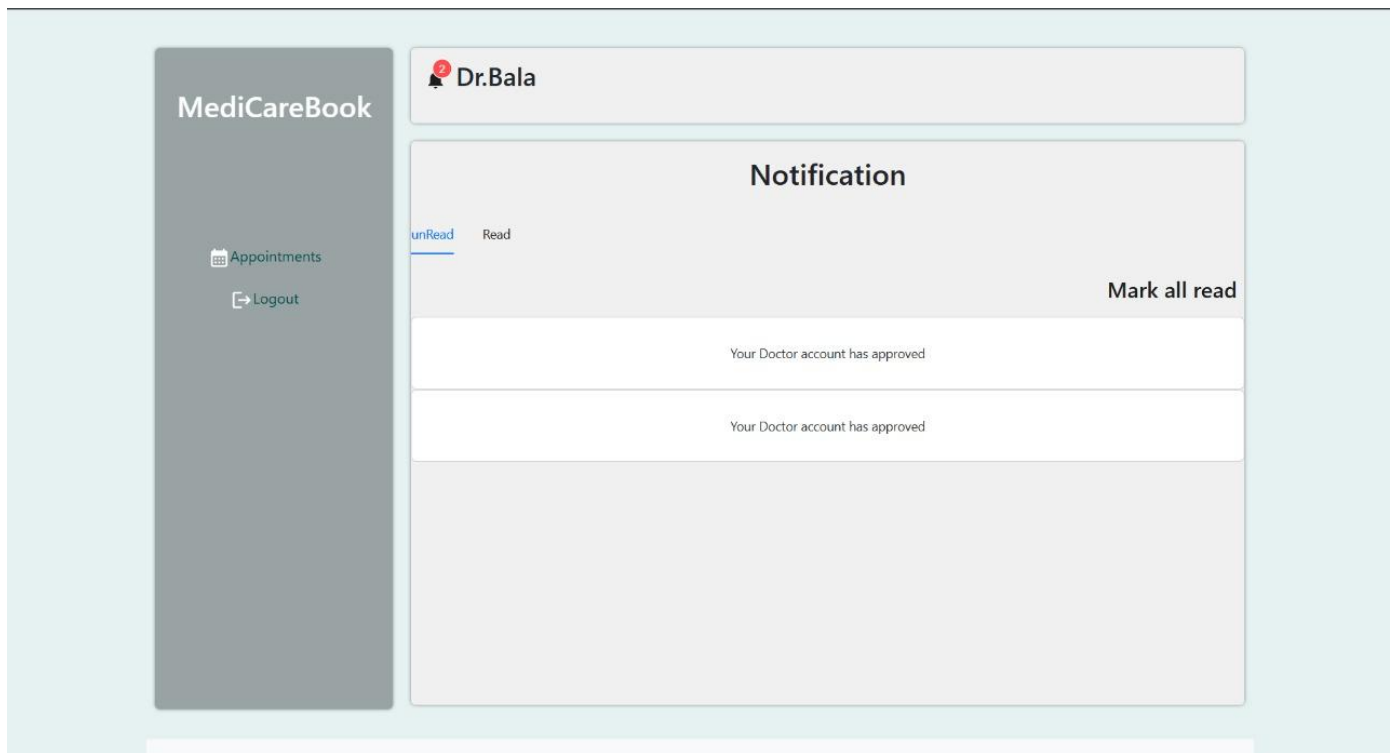 MediCareBook
Appointments
Logout
2
Dr.Bala
Notification
unRead Read
Mark all read
Your Doctor account has approved
Your Doctor account has approved